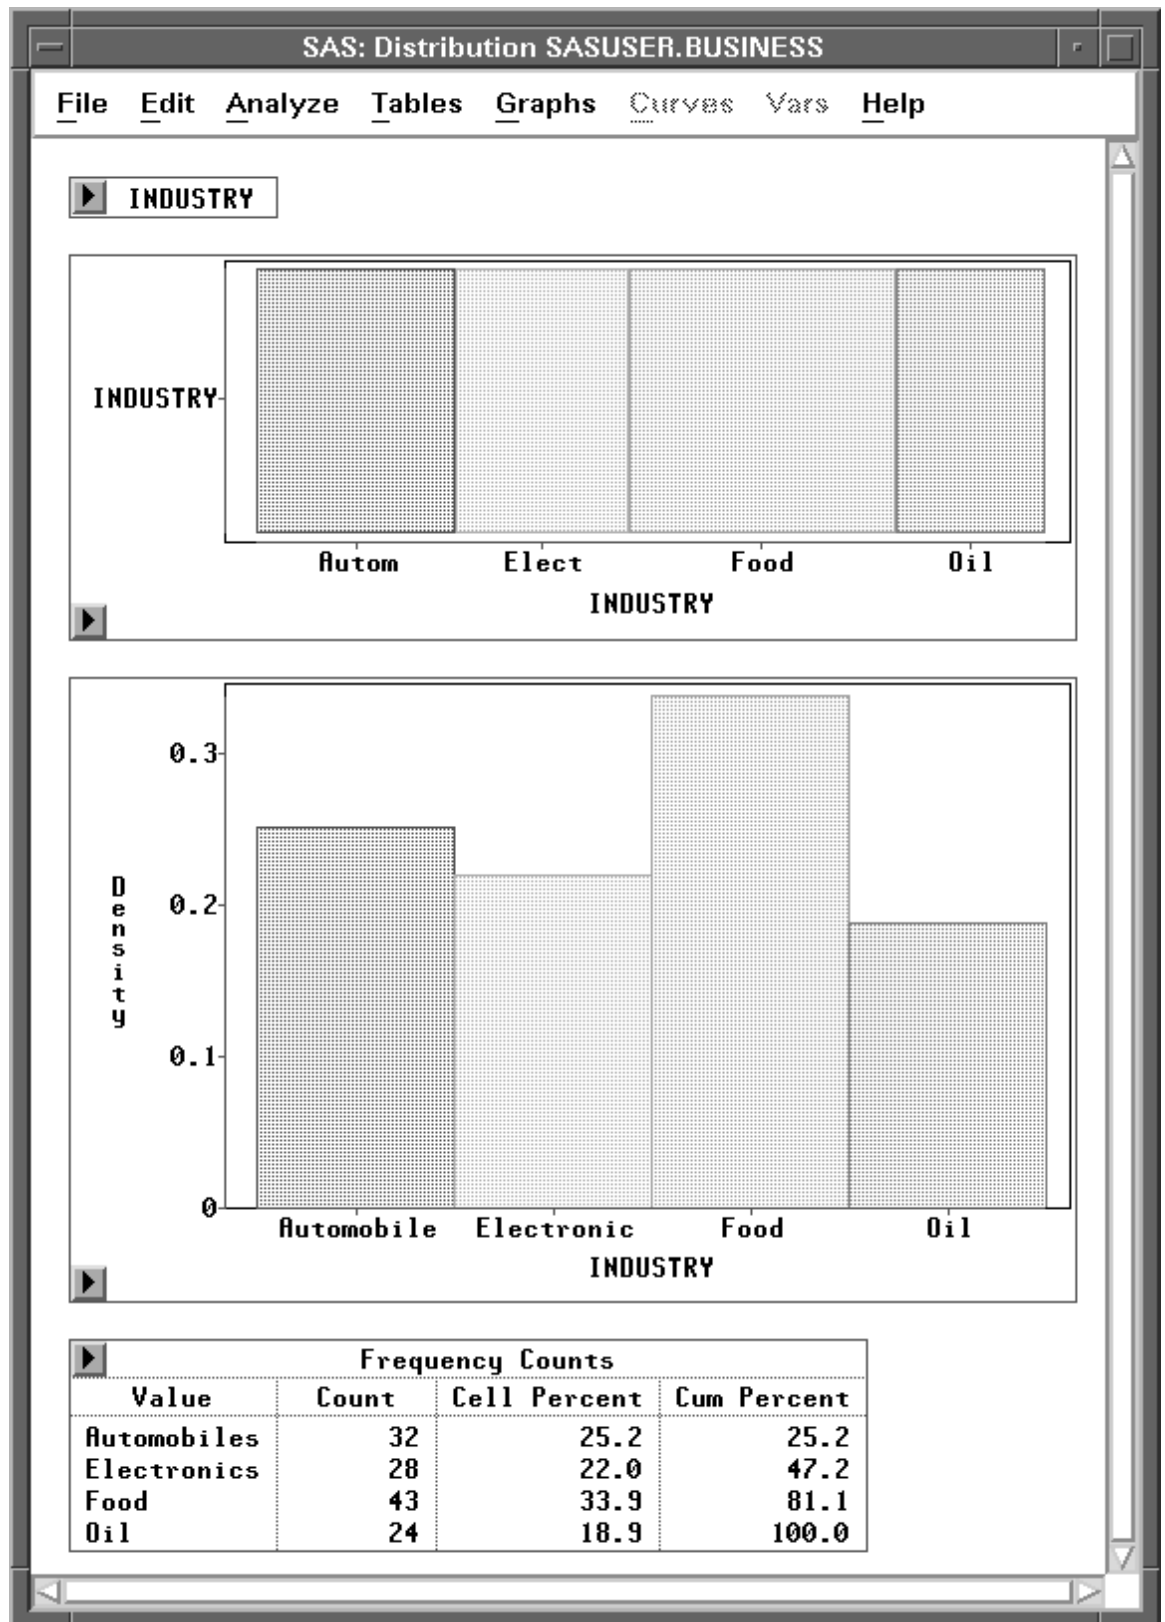 SAS: Distribution SASUSER.BUSINESS
File Edit Analyze Tables Graphs Curves Vars Help
INDUSTRY
INDUSTRY
Autom Elect Food Oil
INDUSTRY
0.3
0.2
0.1
0
Density
Automobile Electronic Food Oil
INDUSTRY
Frequency Counts
Value Count Cell Percent Cum Percent
Automobiles 32 25.2 25.2
Electronics 28 22.0 47.2
Food 43 33.9 81.1
Oil 24 18.9 100.0